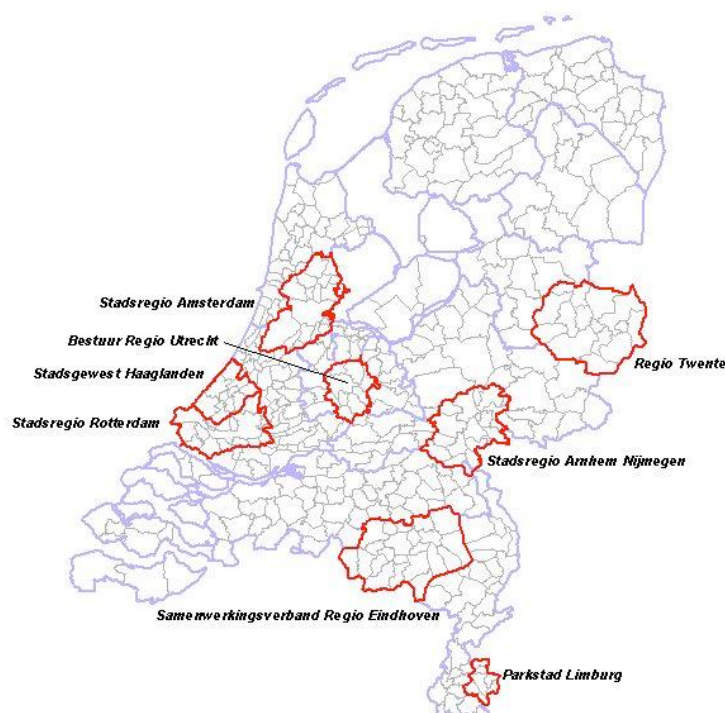 Stadsregio Amsterdam
Bestuur Regio Utrecht
Stadsgewest Haaglanden
Regio Twente
Stadsregio Rotterdam
Stadsregio Arnhem Nijmegen
Samenwerkingsverband Regio Eindhoven
Parkstad Limburg